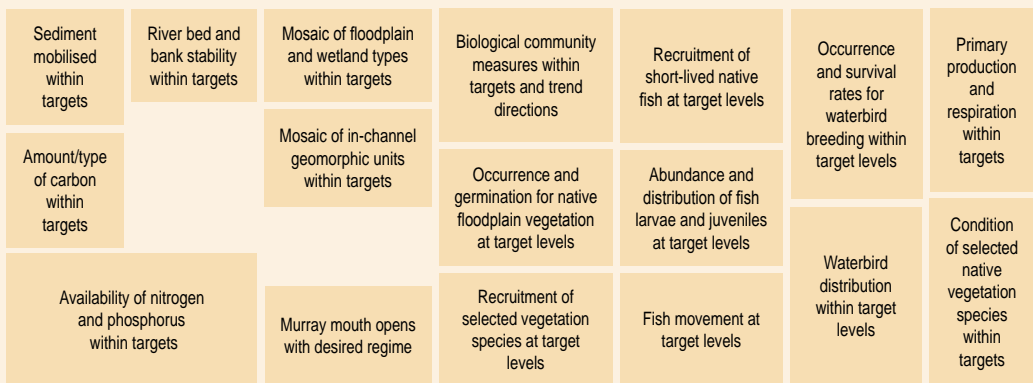 Sediment
mobilised
within
targets
River bed and
bank stability
within targets
Mosaic of floodplain
and wetland types
within targets
Biological community
measures within
targets and trend
directions
Recruitment of
short-lived native
fish at target levels
Occurrence
and survival
rates for
waterbird
breeding within
target levels
Primary
production
and
respiration
within
targets
Amount/type
of carbon
within
targets
Mosaic of in-channel
geomorphic units
within targets
Occurrence and
germination for native
floodplain vegetation
at target levels
Abundance and
distribution of fish
larvae and juveniles
at target levels
Waterbird
distribution
within target
levels
Condition
of selected
native
vegetation
species
within
targets
Availability of nitrogen
and phosphorus
within targets
Murray mouth opens
with desired regime
Recruitment of
selected vegetation
species at target
levels
Fish movement at
target levels